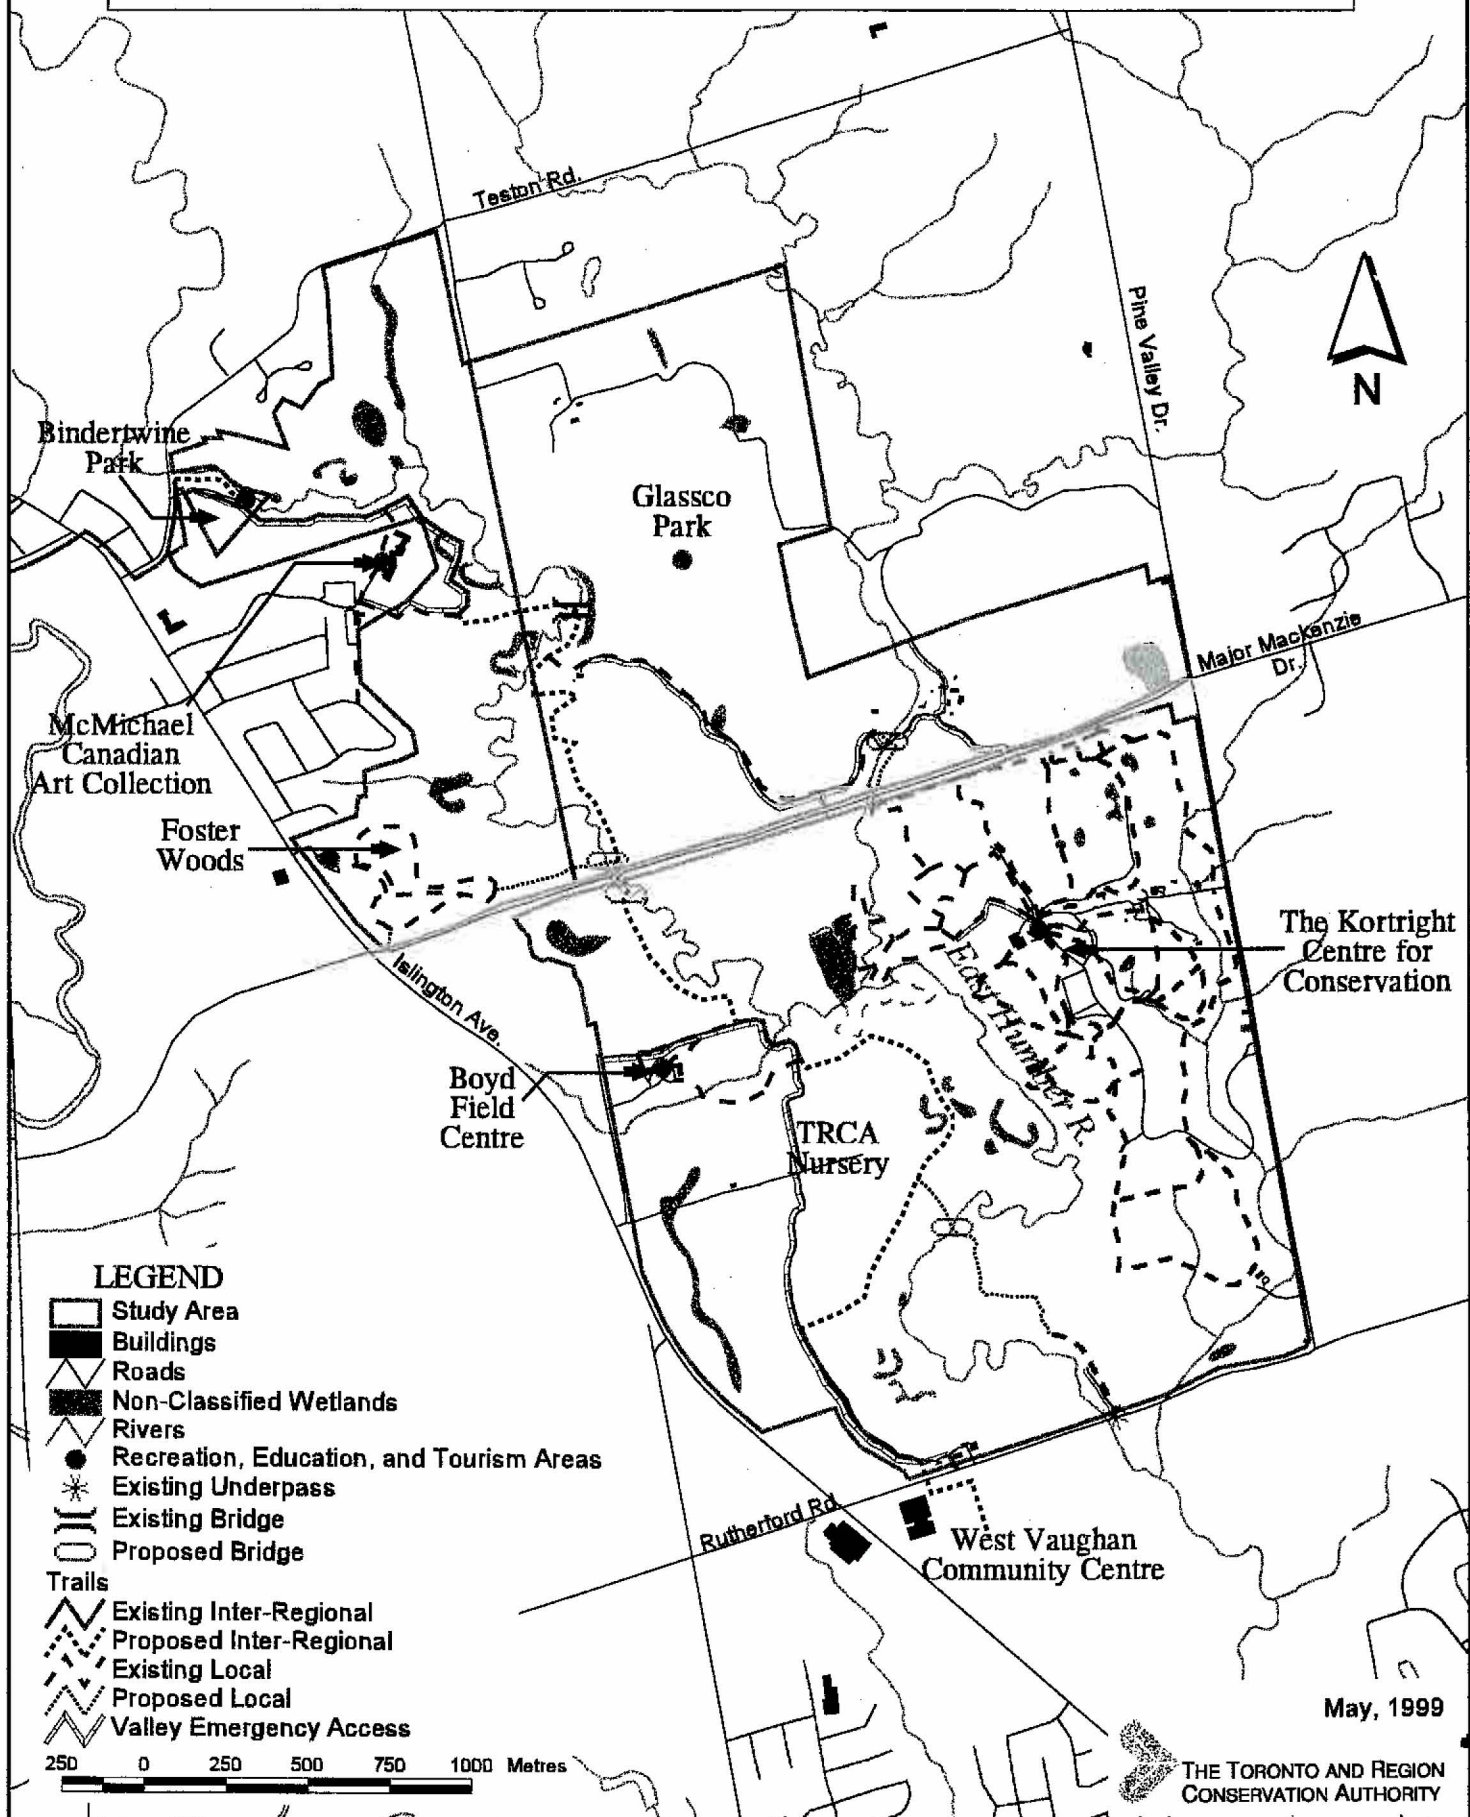 Teston Rd.
Pine Valley Dr.
N
Bindertwine
Park
Glassco
Park
Major Mackenzie
Dr.
McMichael
Canadian
Art Collection
Foster
Woods
The Kortright
Centre for
Conservation
Islington Ave.
East Humber R.
Boyd
Field
Centre
TRCA
Nursery
LEGEND
Study Area
Buildings
Roads
Non-Classified Wetlands
Rivers
Recreation, Education, and Tourism Areas
Existing Underpass
Existing Bridge
Proposed Bridge
Trails
Existing Inter-Regional
Proposed Inter-Regional
Existing Local
Proposed Local
Valley Emergency Access
Rutherford Rd.
West Vaughan
Community Centre
250 0 250 500 750 1000 Metres
May, 1999
THE TORONTO AND REGION
CONSERVATION AUTHORITY